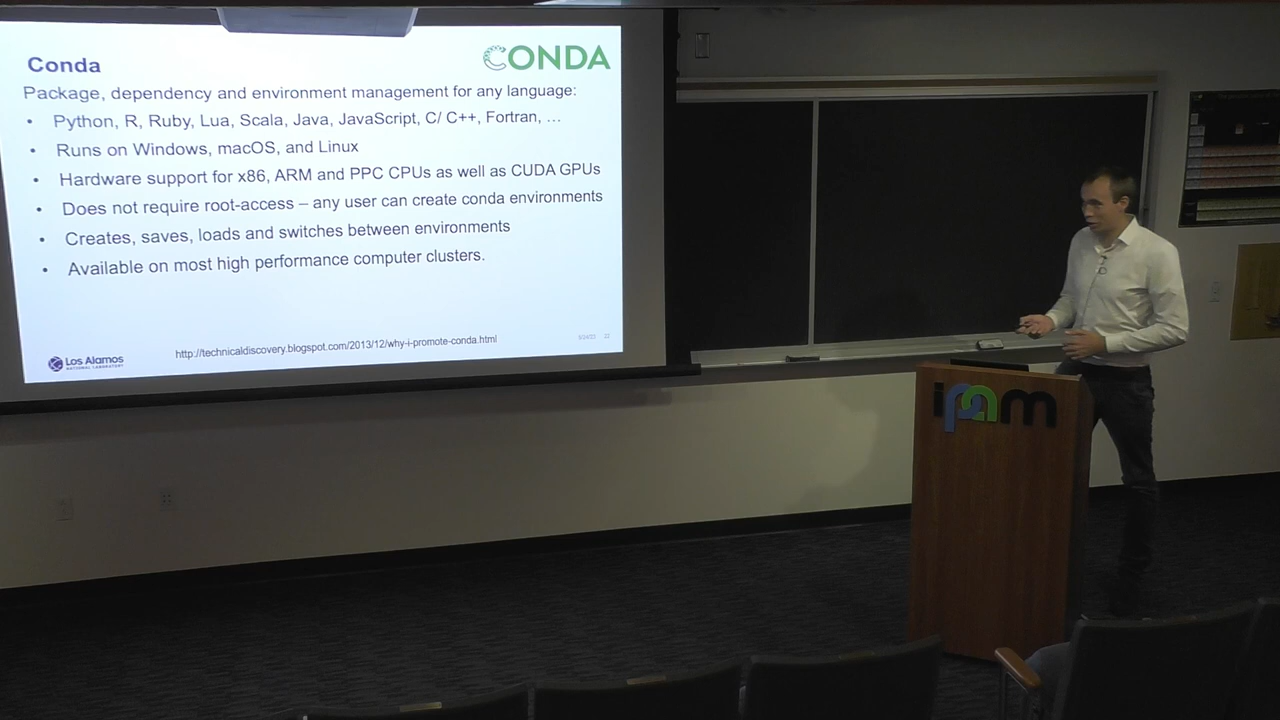 CONDA
Conda
Package, dependency and environment management for any language:
• Python, R, Ruby, Lua, Scala, Java, JavaScript, C/ C++, Fortran, ...
• Runs on Windows, macOS, and Linux
• Hardware support for x86, ARM and PPC CPUs as well as CUDA GPUs
• Does not require root-access – any user can create conda environments
• Creates, saves, loads and switches between environments
• Available on most high performance computer clusters.
http://technicaldiscovery.blogspot.com/2013/12/why-i-promote-conda.html
Los Alamos
NATIONAL LABORATORY
ipam